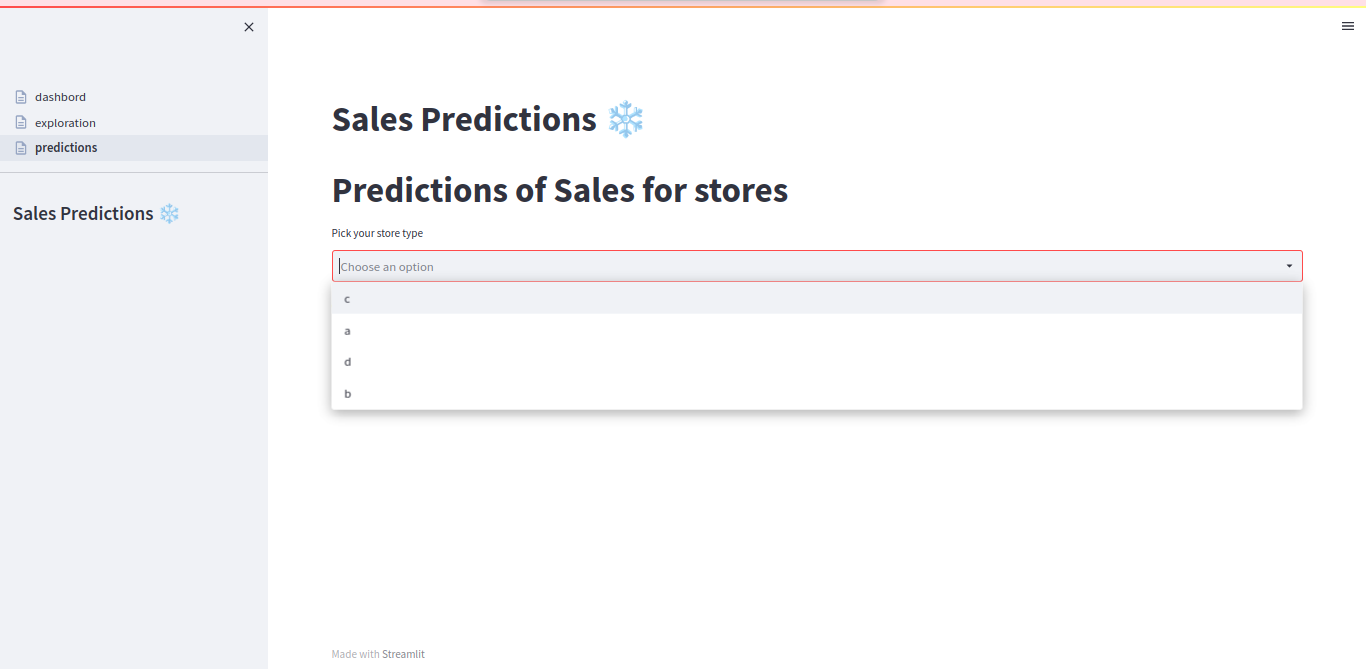 dashbord
exploration
predictions
Sales Predictions ❄️
Sales Predictions ❄️
Predictions of Sales for stores
Pick your store type
Choose an option
c
a
d
b
Made with Streamlit